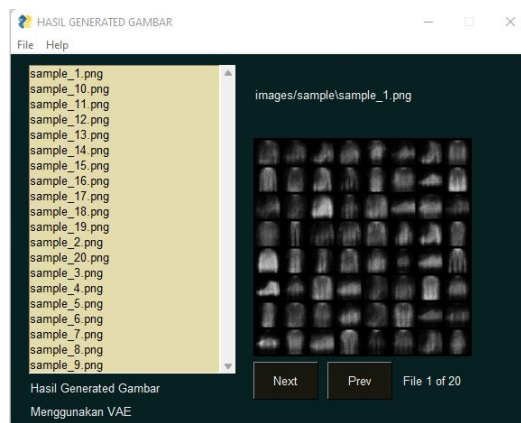 HASIL GENERATED GAMBAR
File Help
sample_1.png
sample_10.png
sample_11.png
sample_12.png
sample_13.png
sample_14.png
sample_15.png
sample_16.png
sample_17.png
sample_18.png
sample_19.png
sample_2.png
sample_20.png
sample_3.png
sample_4.png
sample_5.png
sample_6.png
sample_7.png
sample_8.png
sample_9.png
Hasil Generated Gambar
Menggunakan VAE
images/sample\sample_1.png
Next Prev File 1 of 20